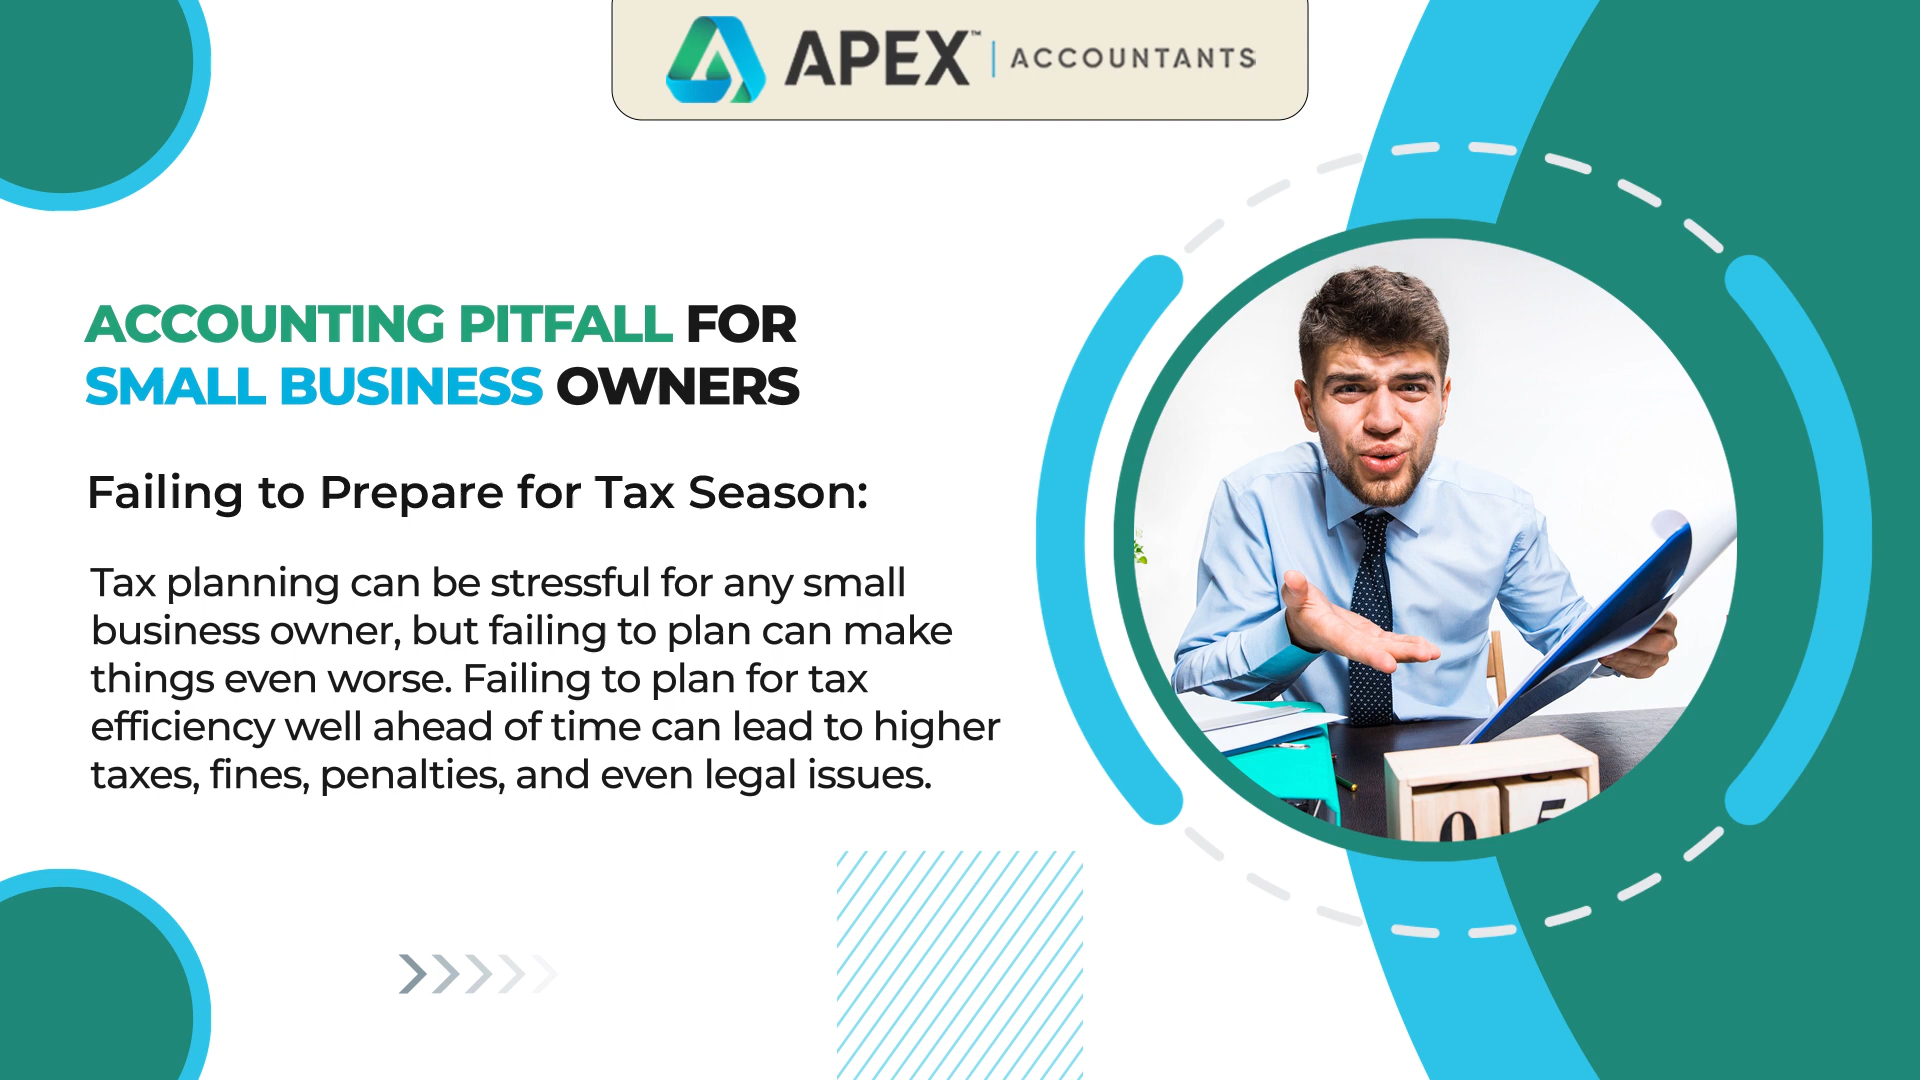 APEX™ | ACCOUNTANTS
ACCOUNTING PITFALL FOR
SMALL BUSINESS OWNERS
Failing to Prepare for Tax Season:
Tax planning can be stressful for any small
business owner, but failing to plan can make
things even worse. Failing to plan for tax
efficiency well ahead of time can lead to higher
taxes, fines, penalties, and even legal issues.
0 5